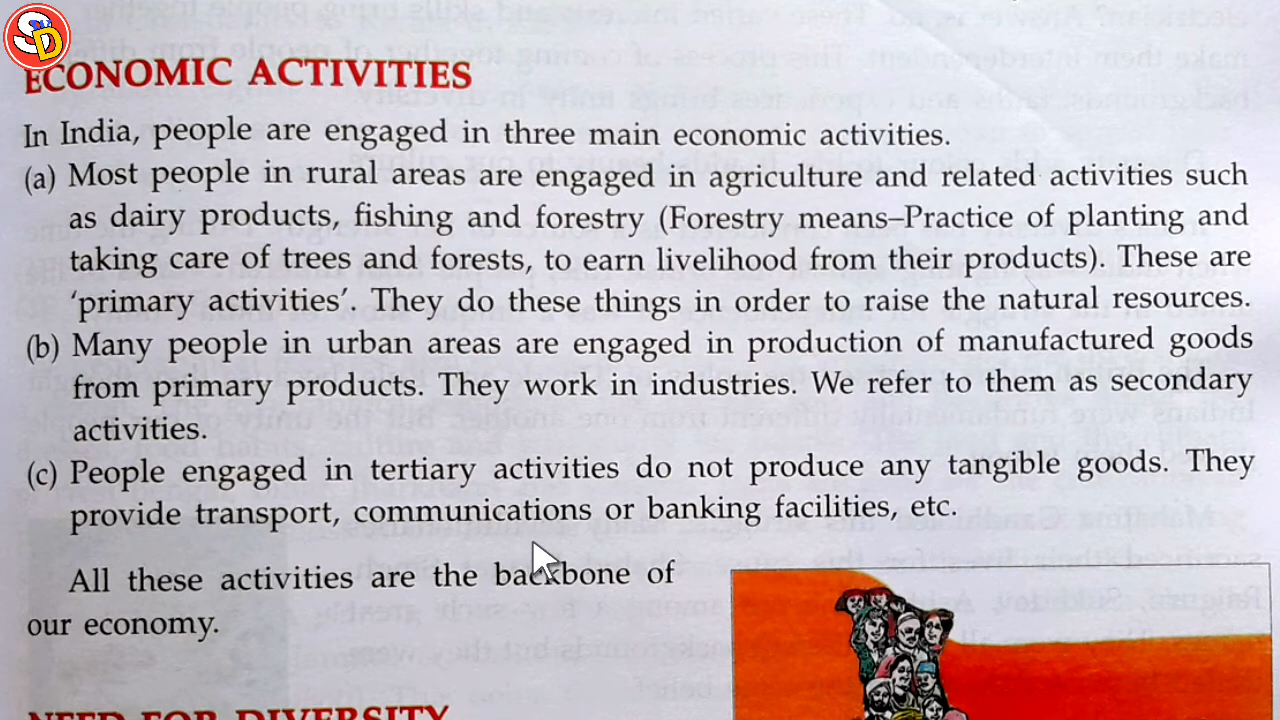 SD
ECONOMIC ACTIVITIES
In India, people are engaged in three main economic activities.
(a) Most people in rural areas are engaged in agriculture and related activities such
as dairy products, fishing and forestry (Forestry means–Practice of planting and
taking care of trees and forests, to earn livelihood from their products). These are
‘primary activities’. They do these things in order to raise the natural resources.
(b) Many people in urban areas are engaged in production of manufactured goods
from primary products. They work in industries. We refer to them as secondary
activities.
(c) People engaged in tertiary activities do not produce any tangible goods. They
provide transport, communications or banking facilities, etc.
All these activities are the backbone of
our economy.
NEED FOR DIVERSITY